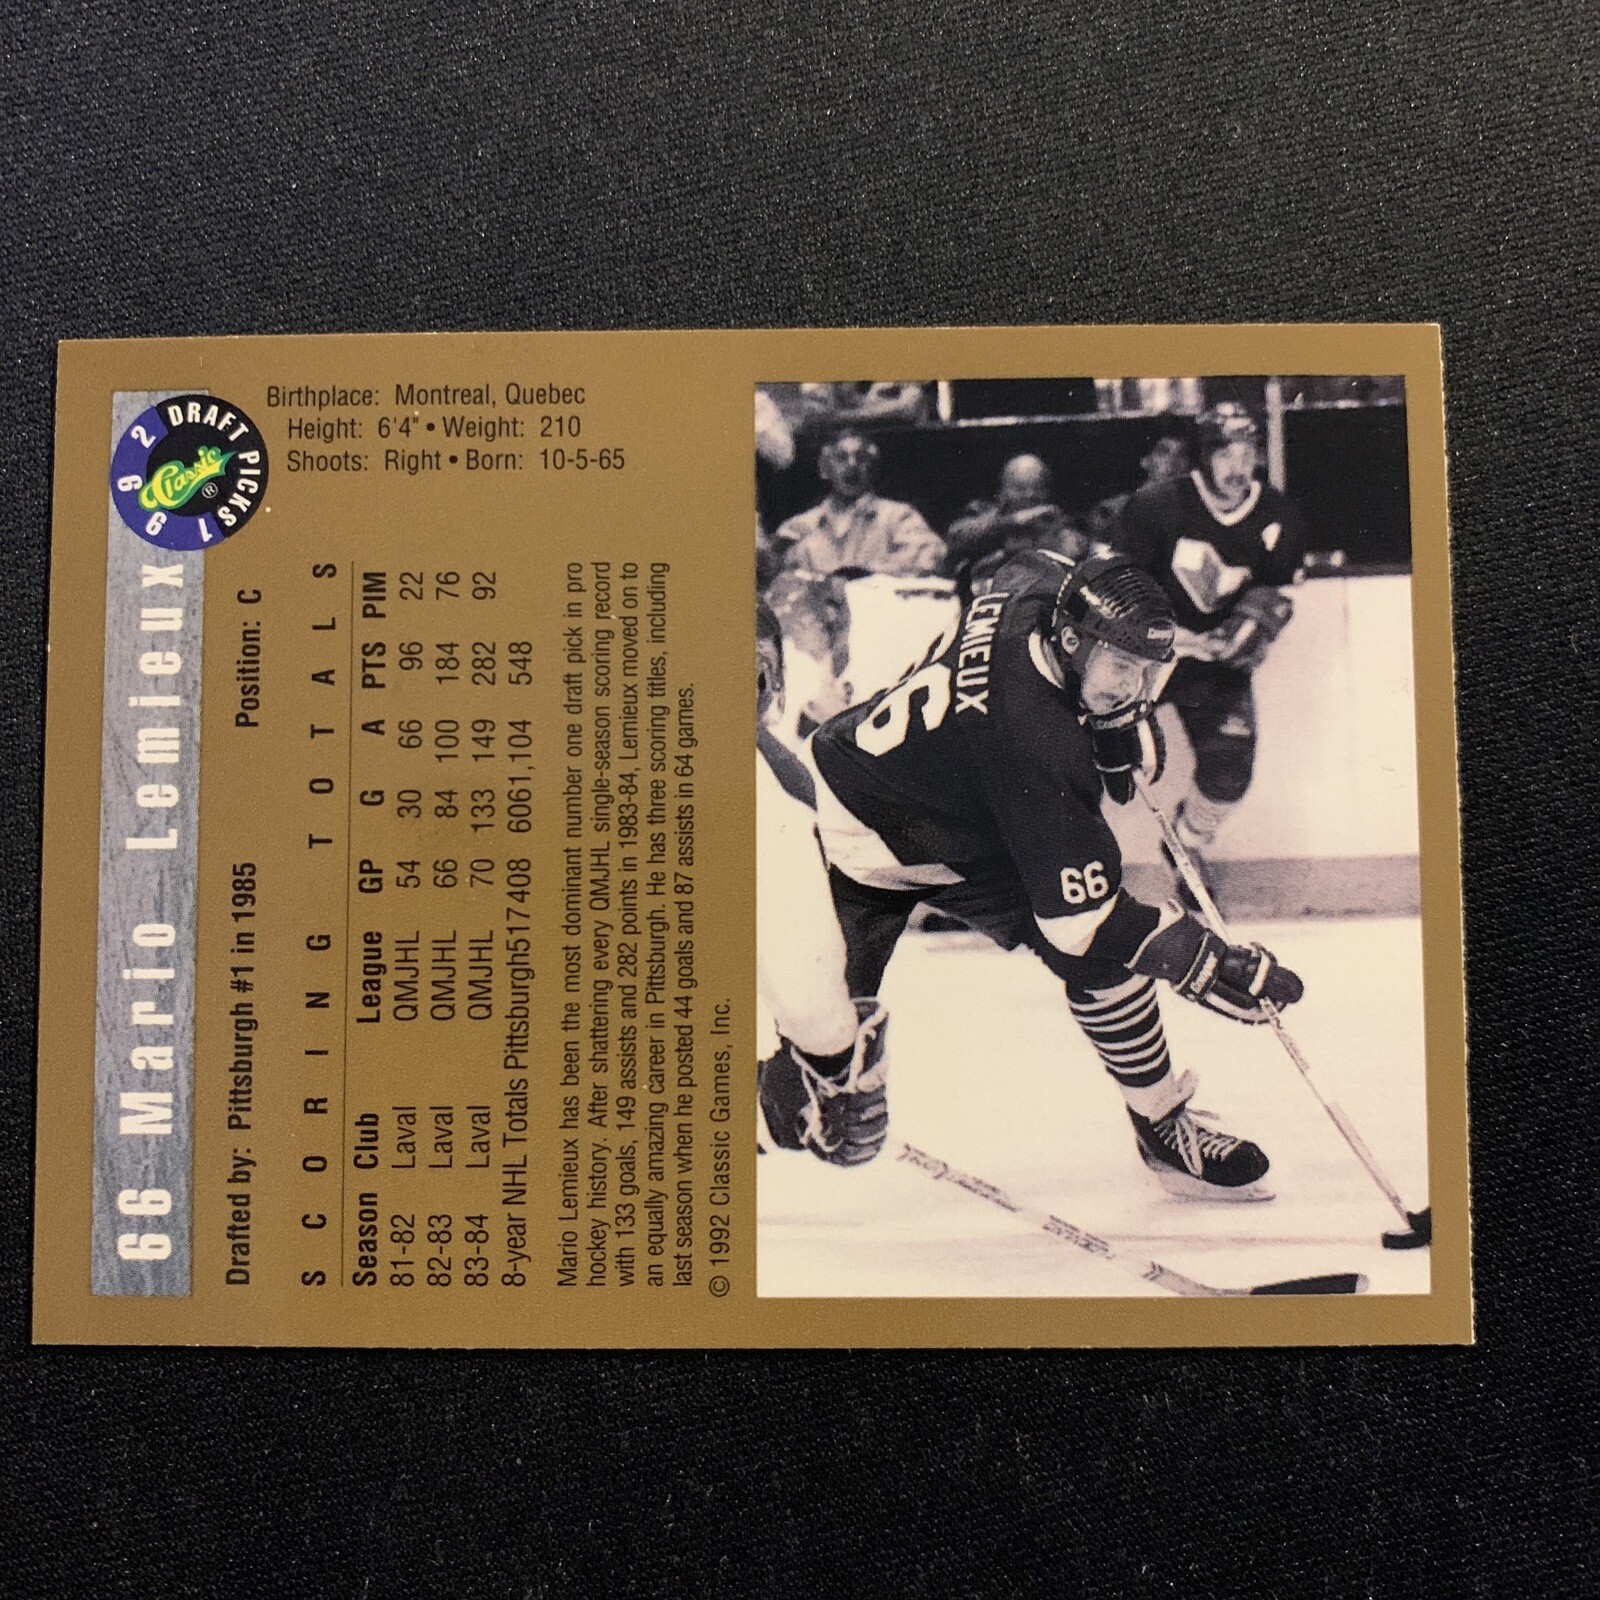 66 Mario Lemieux
1992 DRAFT PICKS
Classic ®
Birthplace: Montreal, Quebec
Height: 6'4" • Weight: 210
Shoots: Right • Born: 10-5-65
Drafted by: Pittsburgh #1 in 1985 Position: C
SCORING TOTALS
Season Club League GP G A PTS PIM
81-82 Laval QMJHL 54 30 66 96 22
82-83 Laval QMJHL 66 84 100 184 76
83-84 Laval QMJHL 70 133 149 282 92
8-year NHL Totals Pittsburgh517408 6061,104 548
Mario Lemieux has been the most dominant number one draft pick in pro
hockey history. After shattering every QMJHL single-season scoring record
with 133 goals, 149 assists and 282 points in 1983-84, Lemieux moved on to
an equally amazing career in Pittsburgh. He has three scoring titles, including
last season when he posted 44 goals and 87 assists in 64 games.
© 1992 Classic Games, Inc.
LEMIEUX
66
66